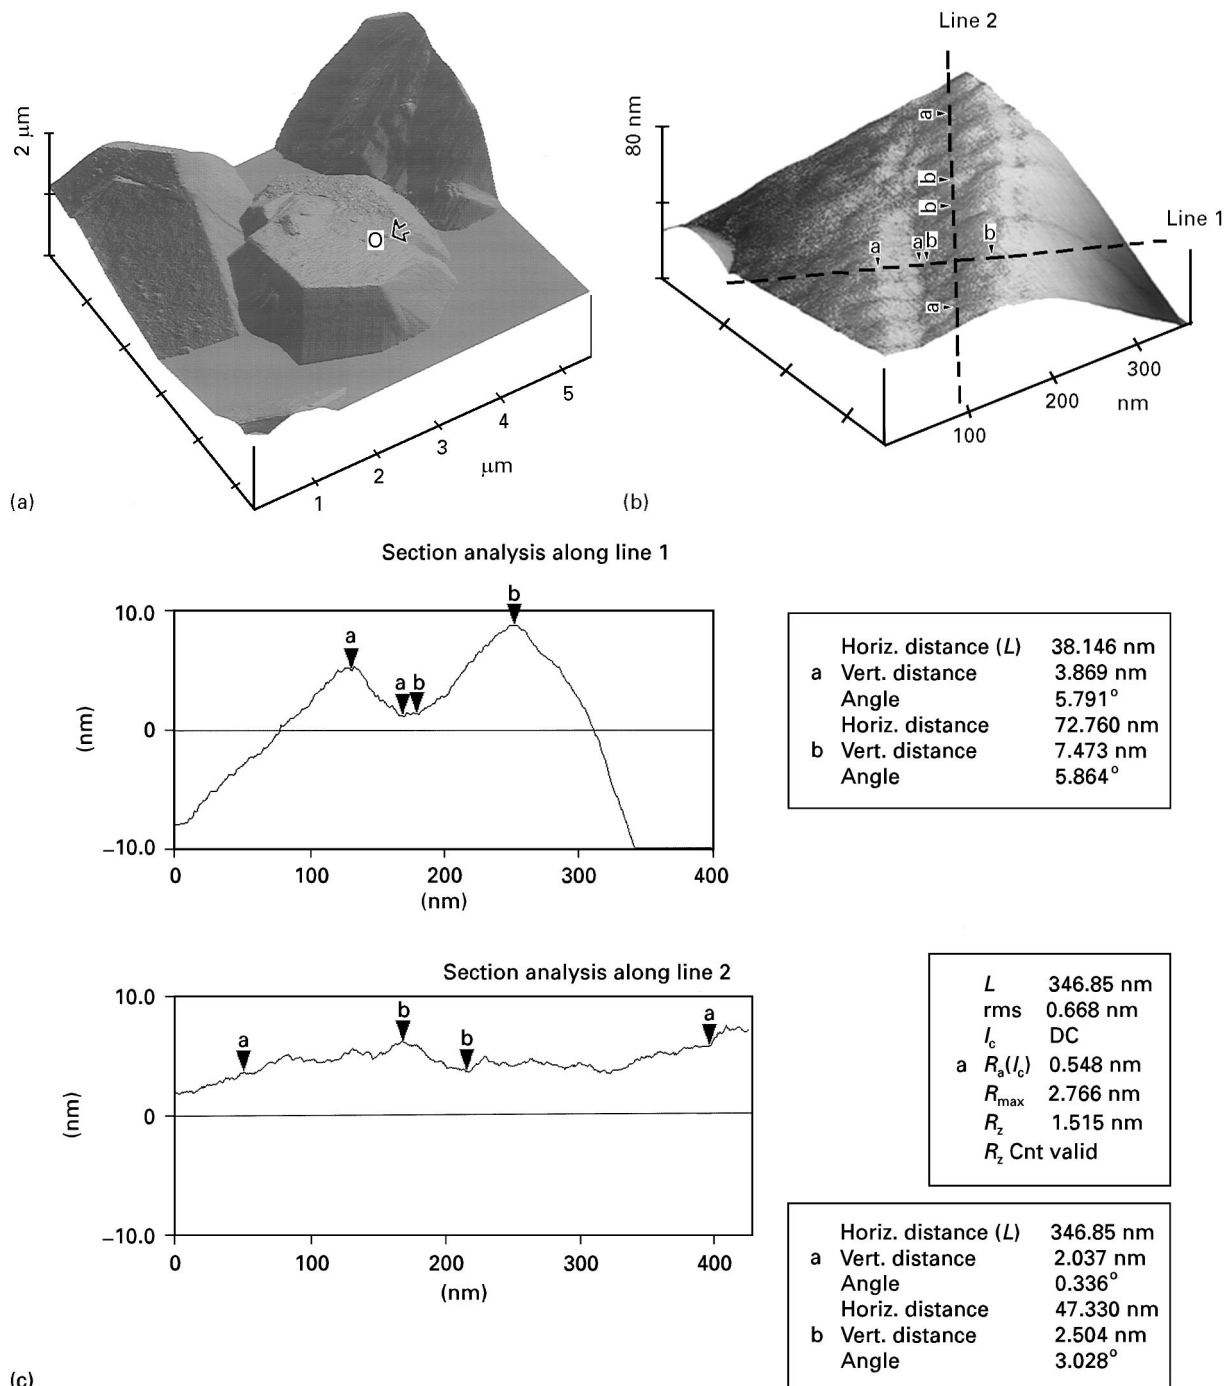 Line 2
2 μm
O
5
4
3
2
1
μm
(a)
80 nm
a
b
b
a
a
b
b
a
Line 1
300
200
100
nm
(b)
Section analysis along line 1
10.0
0
−10.0
(nm)
a
a
b
b
0
100
200
300
400
(nm)
Horiz. distance (L) 38.146 nm
a Vert. distance 3.869 nm
Angle 5.791°
Horiz. distance 72.760 nm
b Vert. distance 7.473 nm
Angle 5.864°
Section analysis along line 2
10.0
0
−10.0
(nm)
a
b
b
a
0
100
200
300
400
(nm)
L 346.85 nm
rms 0.668 nm
lc DC
a Ra(lc) 0.548 nm
Rmax 2.766 nm
Rz 1.515 nm
Rz Cnt valid
Horiz. distance (L) 346.85 nm
a Vert. distance 2.037 nm
Angle 0.336°
Horiz. distance 47.330 nm
b Vert. distance 2.504 nm
Angle 3.028°
(c)